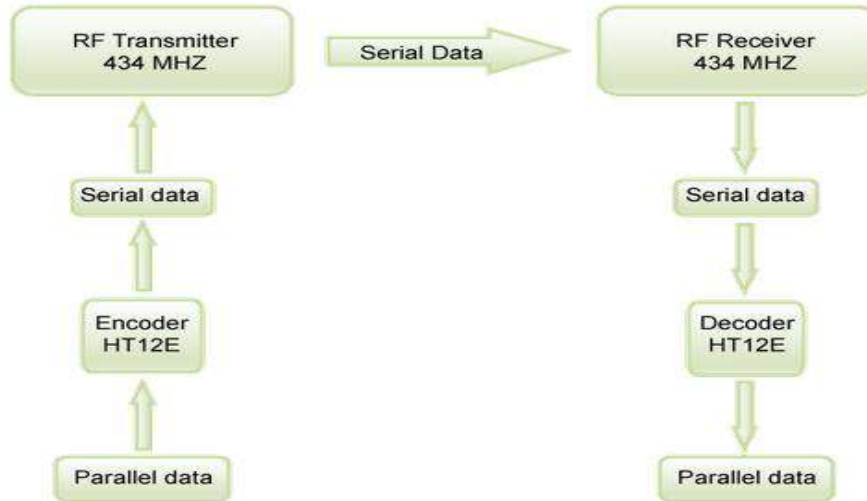 RF Transmitter
434 MHZ
Serial Data
RF Receiver
434 MHZ
Serial data
Serial data
Encoder
HT12E
Decoder
HT12E
Parallel data
Parallel data